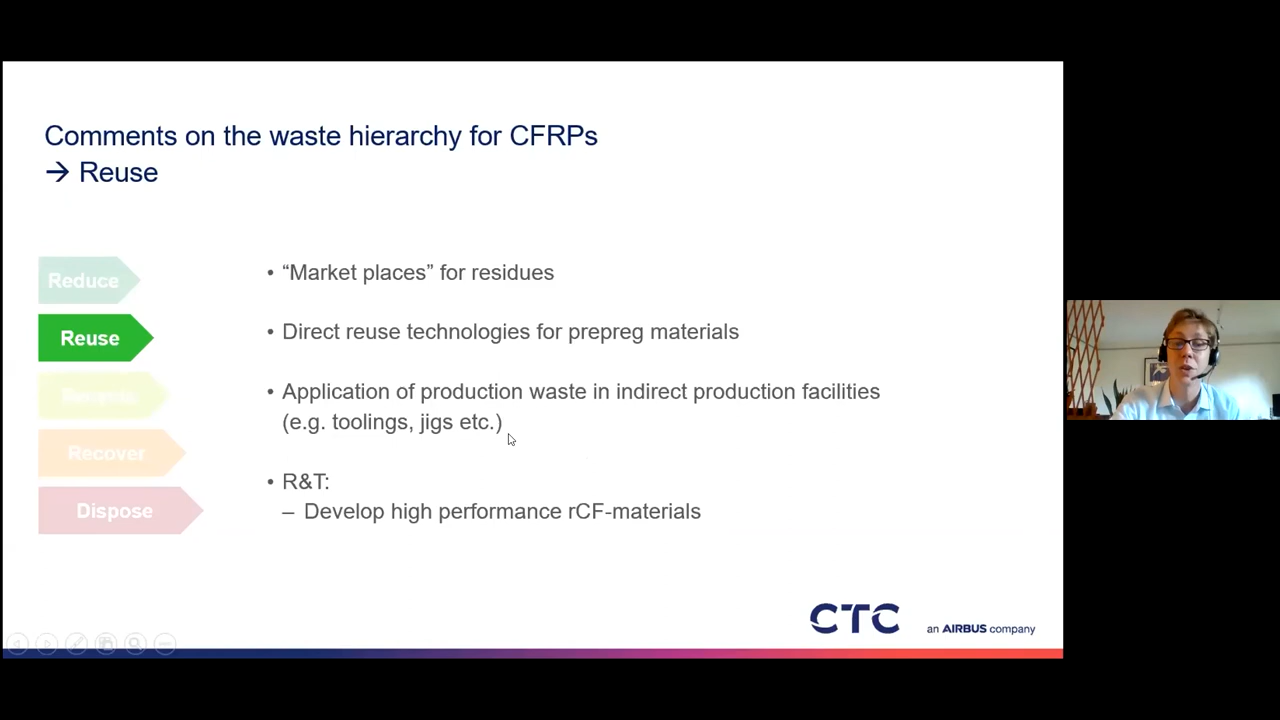 Comments on the waste hierarchy for CFRPs
→ Reuse
Reduce
Reuse
Recover
Dispose
• “Market places” for residues
• Direct reuse technologies for prepreg materials
• Application of production waste in indirect production facilities
(e.g. toolings, jigs etc.)
• R&T:
– Develop high performance rCF-materials
CTC
an AIRBUS company